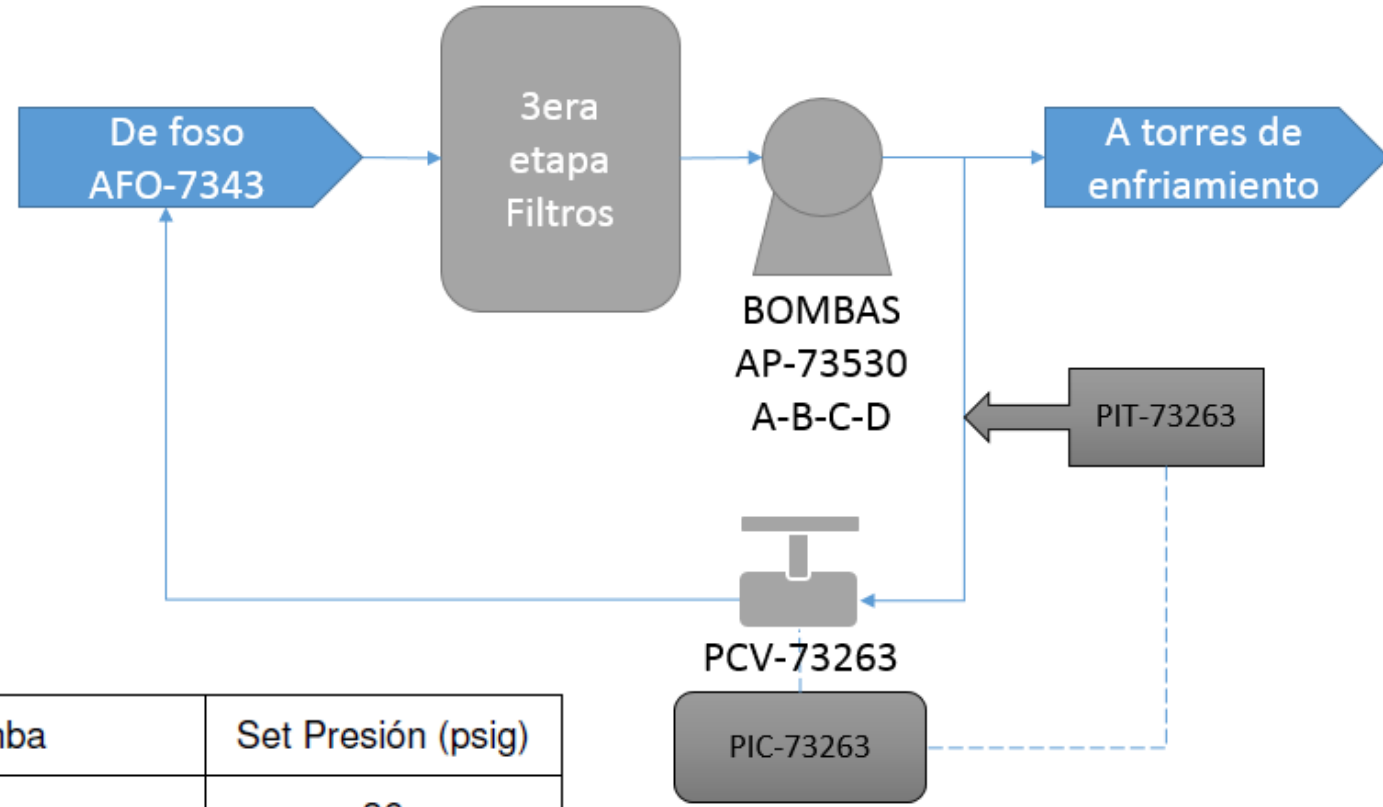 De foso
AFO-7343
3era
etapa
Filtros
A torres de
enfriamiento
BOMBAS
AP-73530
A-B-C-D
PIT-73263
PCV-73263
PIC-73263
Set Presión (psig)